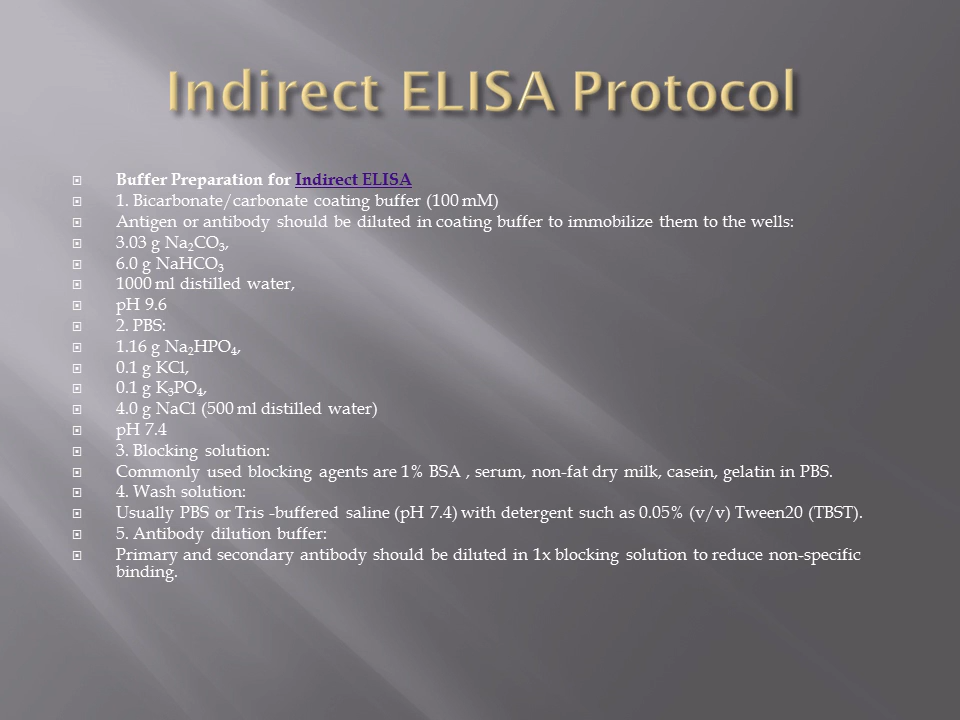 Indirect ELISA Protocol
Buffer Preparation for Indirect ELISA
1. Bicarbonate/carbonate coating buffer (100 mM)
Antigen or antibody should be diluted in coating buffer to immobilize them to the wells:
3.03 g Na₂CO₃,
6.0 g NaHCO₃
1000 ml distilled water,
pH 9.6
2. PBS:
1.16 g Na₂HPO₄,
0.1 g KCl,
0.1 g K₃PO₄,
4.0 g NaCl (500 ml distilled water)
pH 7.4
3. Blocking solution:
Commonly used blocking agents are 1% BSA , serum, non-fat dry milk, casein, gelatin in PBS.
4. Wash solution:
Usually PBS or Tris -buffered saline (pH 7.4) with detergent such as 0.05% (v/v) Tween20 (TBST).
5. Antibody dilution buffer:
Primary and secondary antibody should be diluted in 1x blocking solution to reduce non-specific
binding.